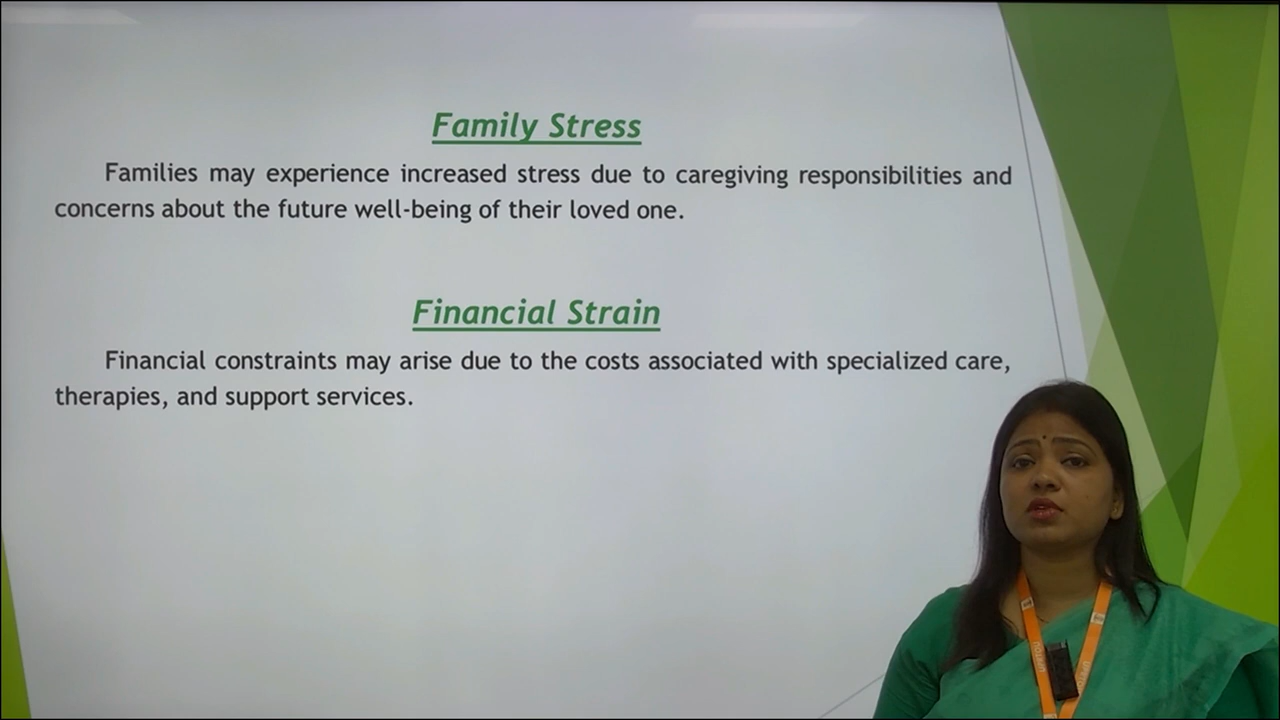 Family Stress
Families may experience increased stress due to caregiving responsibilities and
concerns about the future well-being of their loved one.
Financial Strain
Financial constraints may arise due to the costs associated with specialized care,
therapies, and support services.